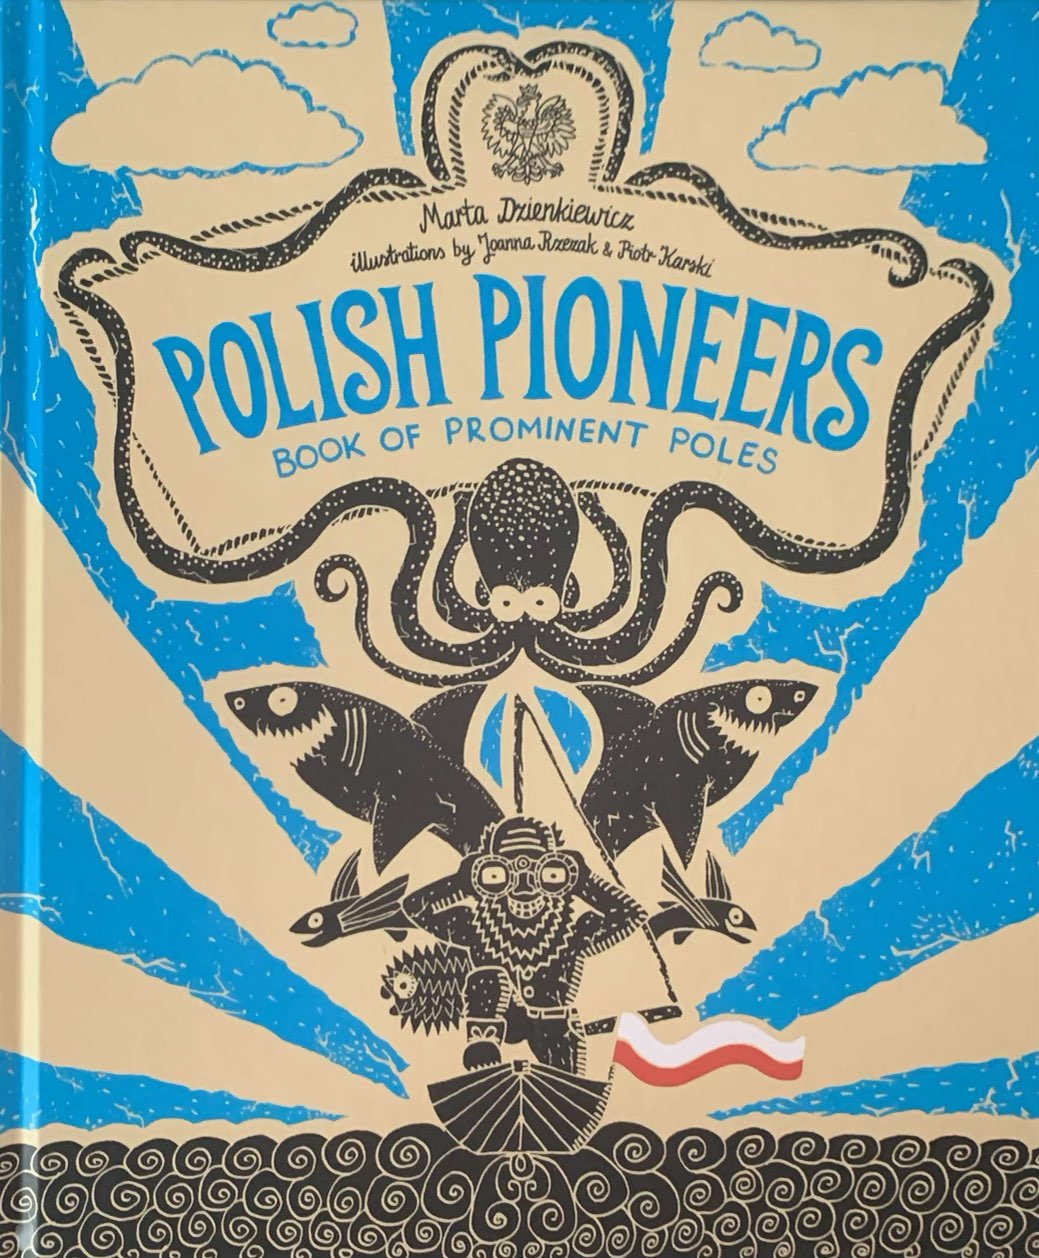 Marta Dzienkiewicz
illustrations by Joanna Rzezak & Piotr Karski
POLISH PIONEERS
BOOK OF PROMINENT POLES